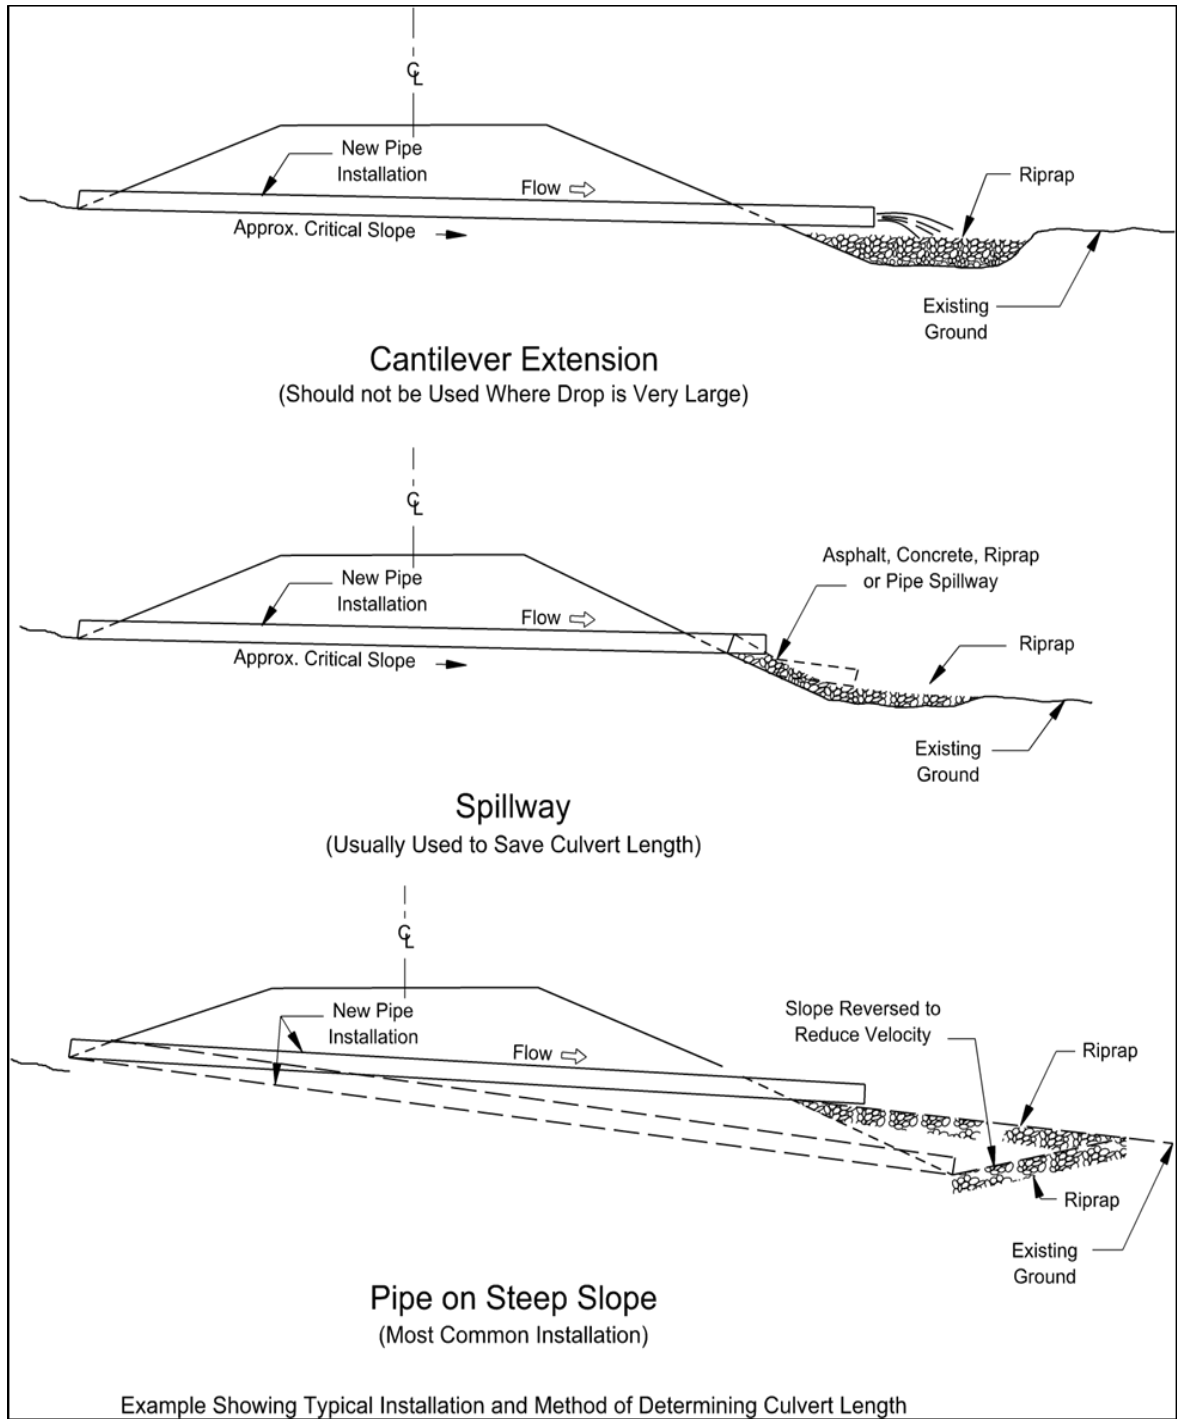 ℄
New Pipe
Installation
Flow
Riprap
Approx. Critical Slope
Existing
Ground
Cantilever Extension
(Should not be Used Where Drop is Very Large)
℄
Asphalt, Concrete, Riprap
or Pipe Spillway
New Pipe
Installation
Flow
Riprap
Approx. Critical Slope
Existing
Ground
Spillway
(Usually Used to Save Culvert Length)
℄
New Pipe
Installation
Slope Reversed to
Reduce Velocity
Flow
Riprap
Riprap
Existing
Ground
Pipe on Steep Slope
(Most Common Installation)
Example Showing Typical Installation and Method of Determining Culvert Length